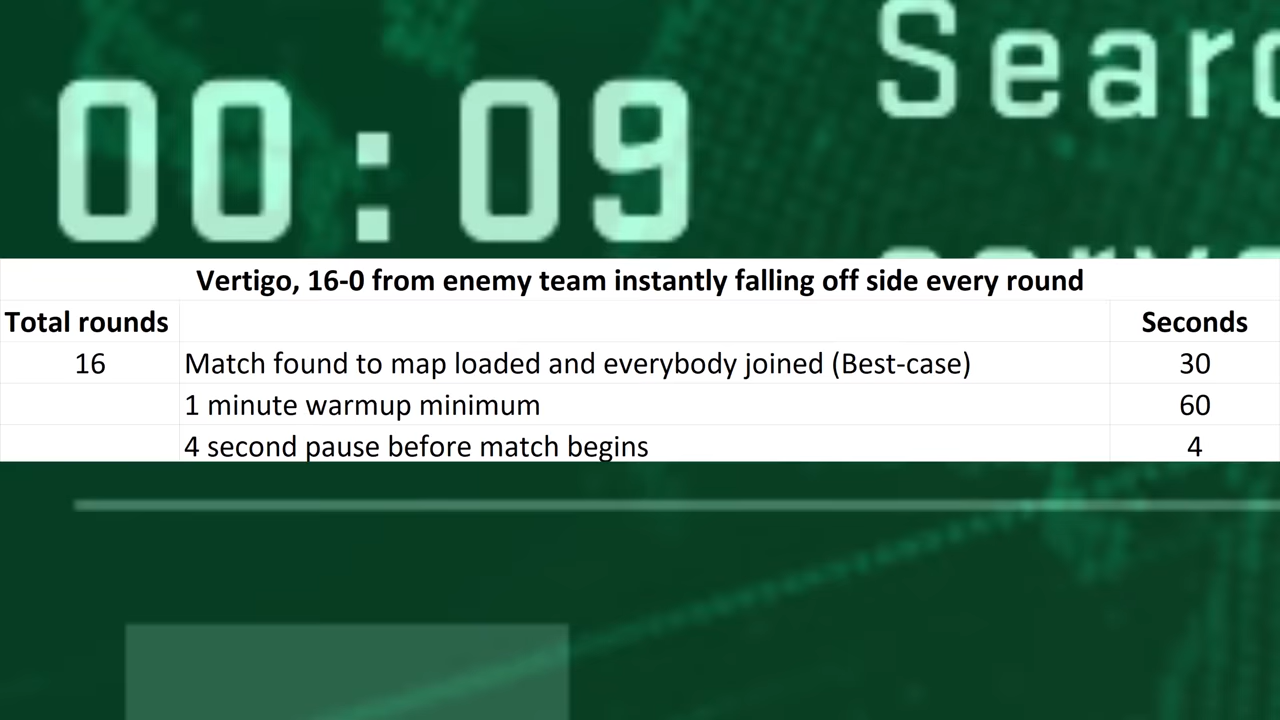 Searc
00:09
Vertigo, 16-0 from enemy team instantly falling off side every round
Total rounds Seconds
16 Match found to map loaded and everybody joined (Best-case) 30
1 minute warmup minimum 60
4 second pause before match begins 4